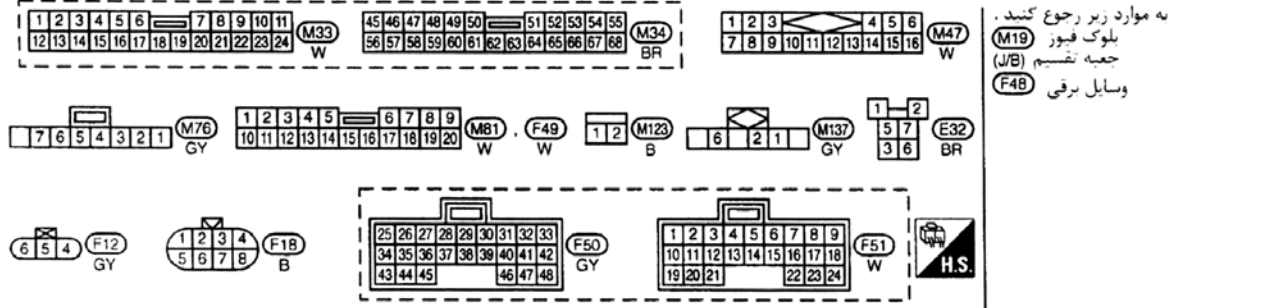 1 2 3 4 5 6 7 8 9 10 11
12 13 14 15 16 17 18 19 20 21 22 23 24
M33
W
45 46 47 48 49 50 51 52 53 54 55
56 57 58 59 60 61 62 63 64 65 66 67 68
M34
BR
1 2 3 4 5 6
7 8 9 10 11 12 13 14 15 16
M47
W
به موارد زیر رجوع کنید .
بلوک فیوز M19
جعبه تقسیم (J/B)
وسایل برقی F48
7 6 5 4 3 2 1
M76
GY
1 2 3 4 5 6 7 8 9
10 11 12 13 14 15 16 17 18 19 20
M81 . F49
W W
1 2
M123
B
6 2 1
M137
GY
1 2
5 7
3 6
E32
BR
6 5 4
F12
GY
1 2 3 4
5 6 7 8
F18
B
25 26 27 28 29 30 31 32 33
34 35 36 37 38 39 40 41 42
43 44 45 46 47 48
F50
GY
1 2 3 4 5 6 7 8 9
10 11 12 13 14 15 16 17 18
19 20 21 22 23 24
F51
W
H.S.